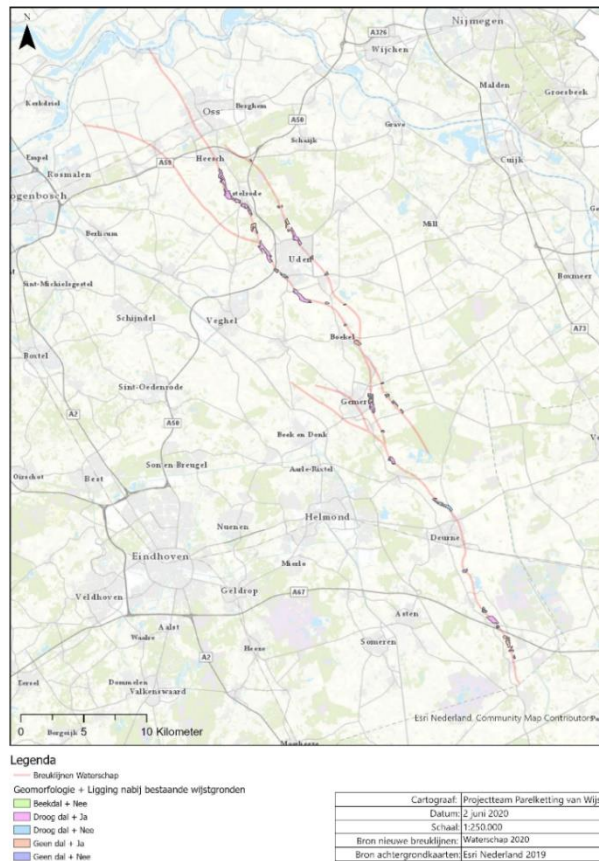 N
Nijmegen
A326
Wijchen
Malden
Groesbeek
Kerkdriel
Oss
Berghem
A50
Schaijk
Grave
Cuijk
Empel
A59
Heesch
Rosmalen
ogenbosch
Berlicum
Mill
Uden
Boxmeer
Sint-Michielsgestel
Schijndel
Veghel
A73
Boxtel
Boekel
Sint-Oedenrode
Gemert
A2
A50
Beek en Donk
Oirschot
Best
Son en Breugel
Aarle-Rixtel
Nuenen
Helmond
Deurne
Eindhoven
Mierlo
Geldrop
A67
Veldhoven
Asten
Aalst
Waalre
Heeze
Someren
A2
Eersel
Dommelen
Valkenswaard
0 5 10 Kilometer
Esri Nederland, Community Map Contributors
Bergeijk
Legenda
Breuklijnen Waterschap
Geomorfologie + Ligging nabij bestaande wijstgronden
Beekdal + Nee
Droog dal + Ja
Droog dal + Nee
Geen dal + Ja
Geen dal + Nee
Cartograaf: Projectteam Parelketting van Wijs
Datum: 2 juni 2020
Schaal: 1:250.000
Bron nieuwe breuklijnen: Waterschap 2020
Bron achtergrondkaarten: Esri Nederland 2019